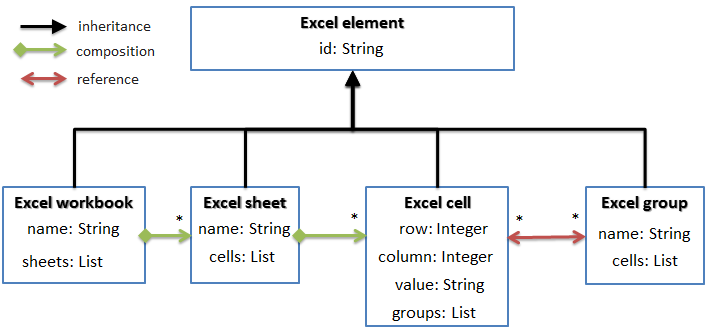 inheritance
composition
reference
Excel element
id: String
Excel workbook
name: String
sheets: List
*
Excel sheet
name: String
cells: List
*
Excel cell
row: Integer
column: Integer
value: String
groups: List
*
*
Excel group
name: String
cells: List